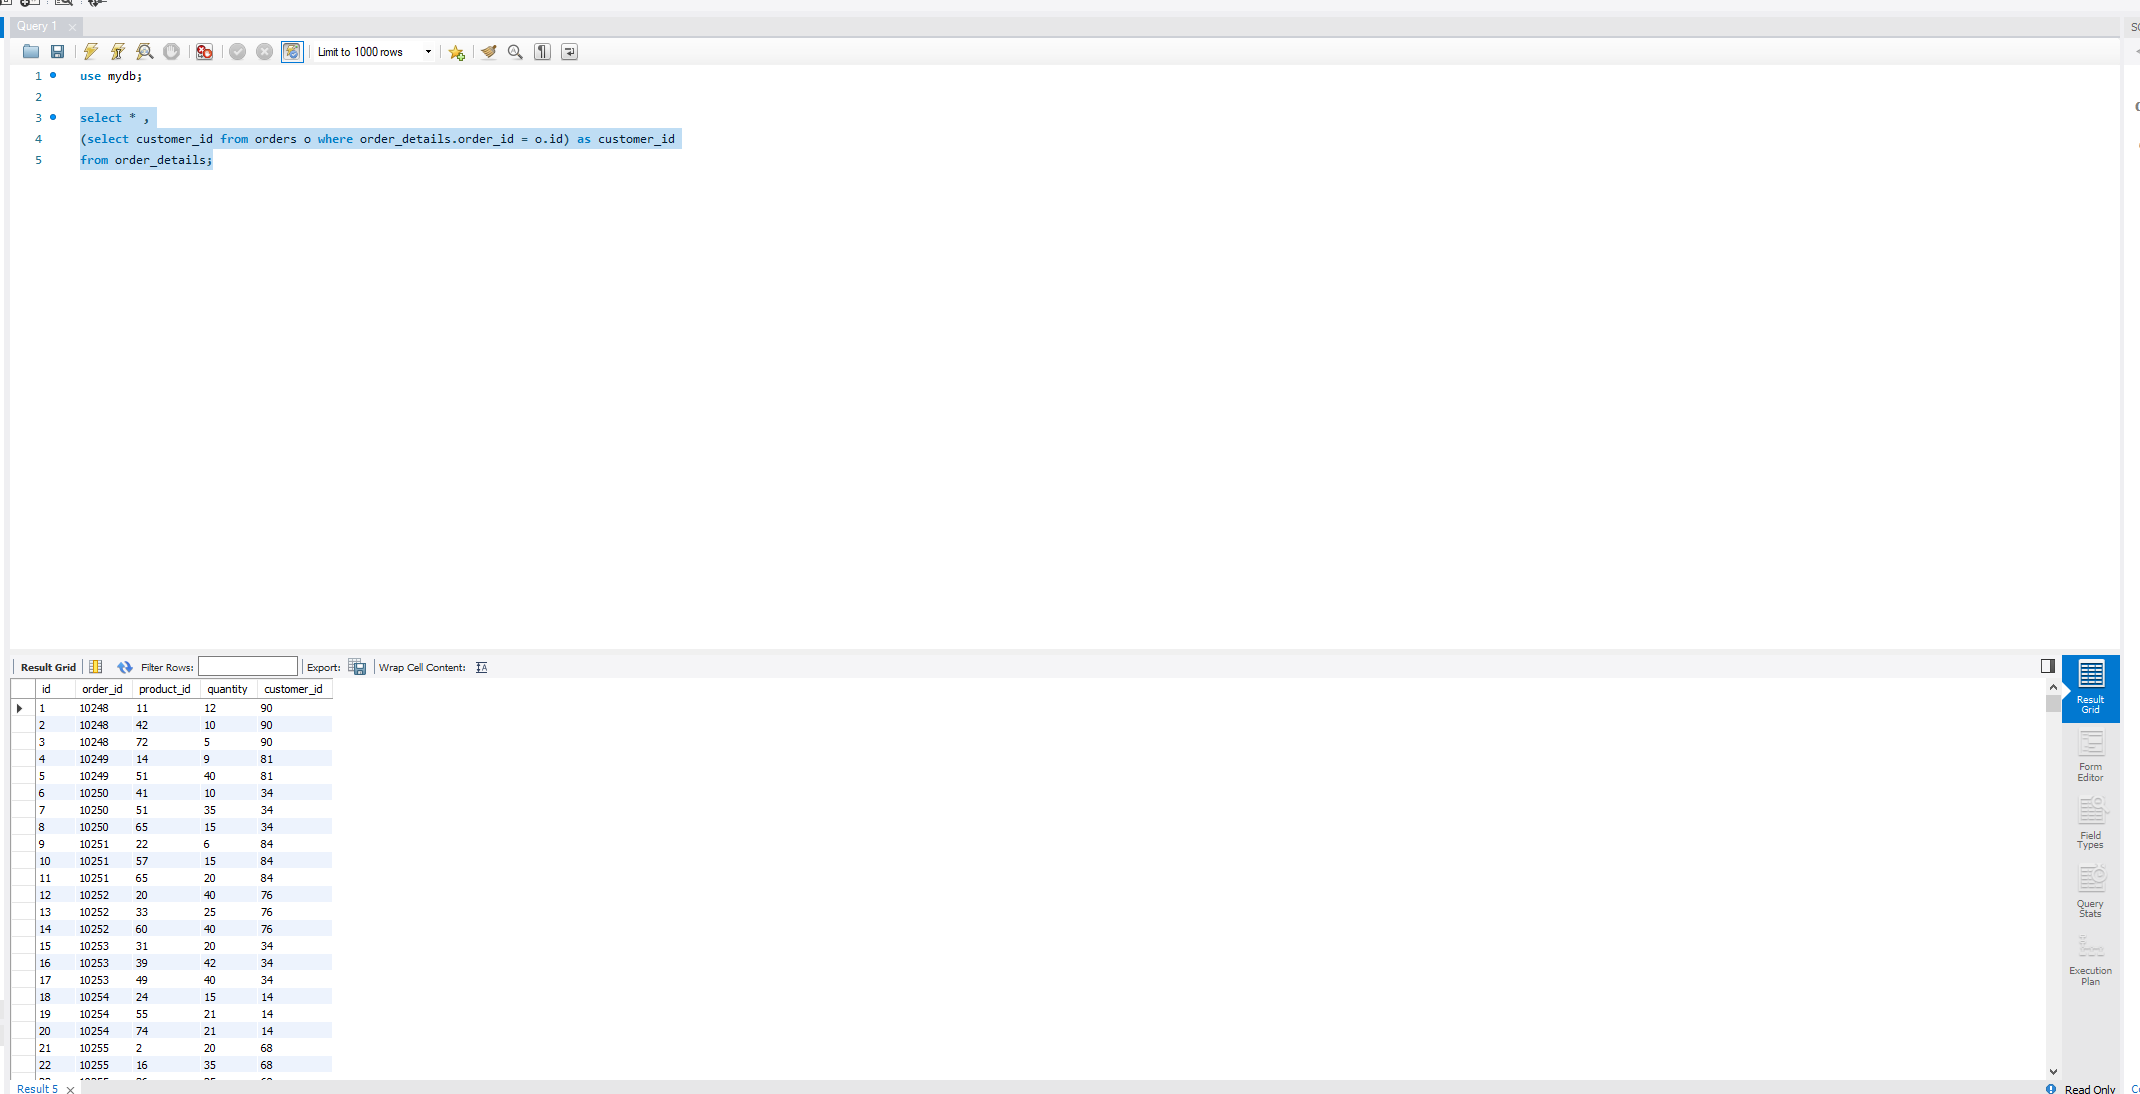 Query 1
Limit to 1000 rows
1 use mydb;
2
3 select * ,
4 (select customer_id from orders o where order_details.order_id = o.id) as customer_id
5 from order_details;
Result Grid Filter Rows: Export: Wrap Cell Content:
id order_id product_id quantity customer_id
1 10248 11 12 90
2 10248 42 10 90
3 10248 72 5 90
4 10249 14 9 81
5 10249 51 40 81
6 10250 41 10 34
7 10250 51 35 34
8 10250 65 15 34
9 10251 22 6 84
10 10251 57 15 84
11 10251 65 20 84
12 10252 20 40 76
13 10252 33 25 76
14 10252 60 40 76
15 10253 31 20 34
16 10253 39 42 34
17 10253 49 40 34
18 10254 24 15 14
19 10254 55 21 14
20 10254 74 21 14
21 10255 2 20 68
22 10255 16 35 68
Result
Grid
Form
Editor
Field
Types
Query
Stats
Execution
Plan
Result 5
Read Only